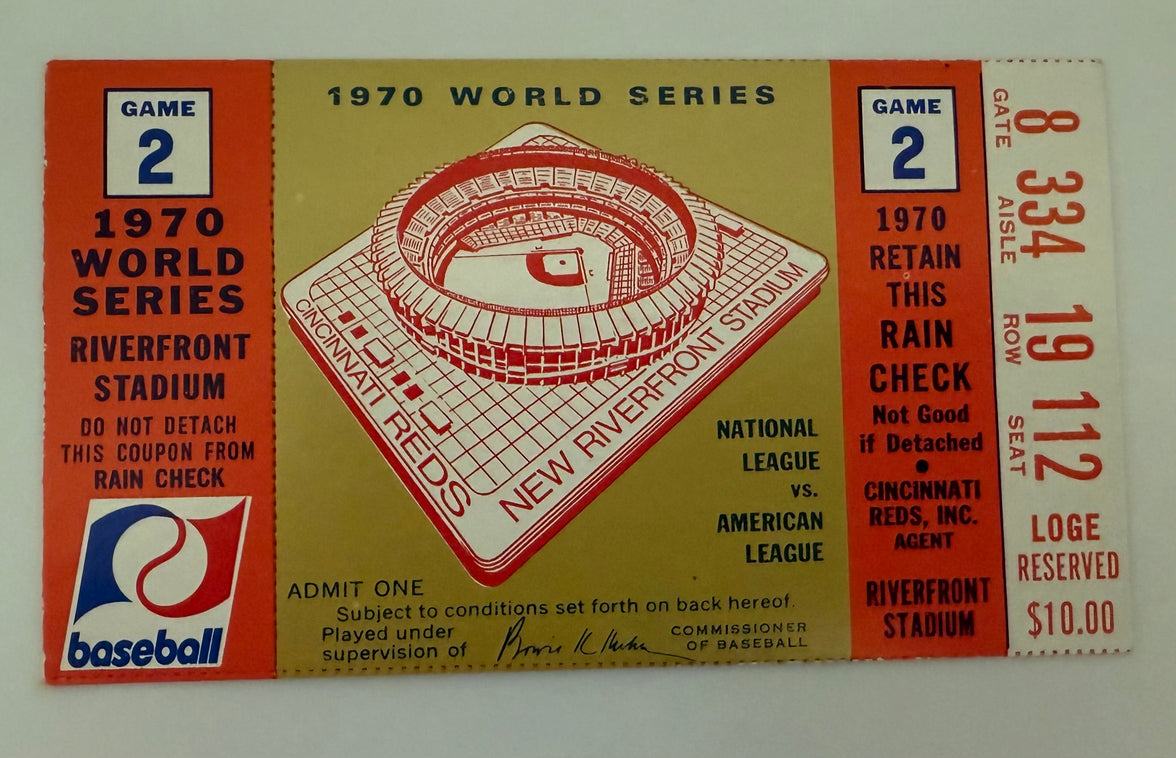 GAME
2
1970
WORLD
SERIES
RIVERFRONT
STADIUM
DO NOT DETACH
THIS COUPON FROM
RAIN CHECK
baseball
1970 WORLD SERIES
CINCINNATI REDS
NEW RIVERFRONT STADIUM
NATIONAL
LEAGUE
vs.
AMERICAN
LEAGUE
ADMIT ONE
Subject to conditions set forth on back hereof.
Played under
supervision of
Bowie K Kuhn
COMMISSIONER
OF BASEBALL
GAME
2
1970
RETAIN
THIS
RAIN
CHECK
Not Good
if Detached
CINCINNATI
REDS, INC.
AGENT
RIVERFRONT
STADIUM
8 334 19 112
GATE AISLE ROW SEAT
LOGE
RESERVED
$10.00